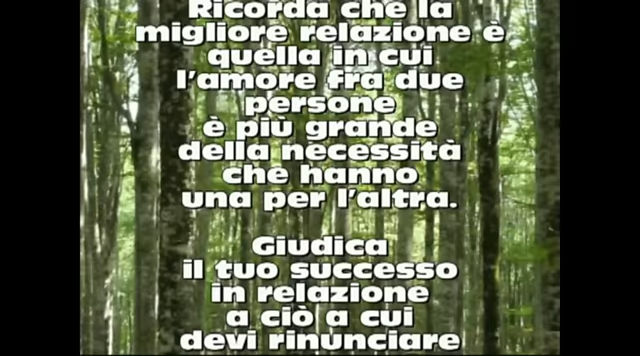 Ricorda che la
migliore relazione è
quella in cui
l'amore fra due
persone
è più grande
della necessità
che hanno
una per l'altra.
Giudica
il tuo successo
in relazione
a ciò a cui
devi rinunciare